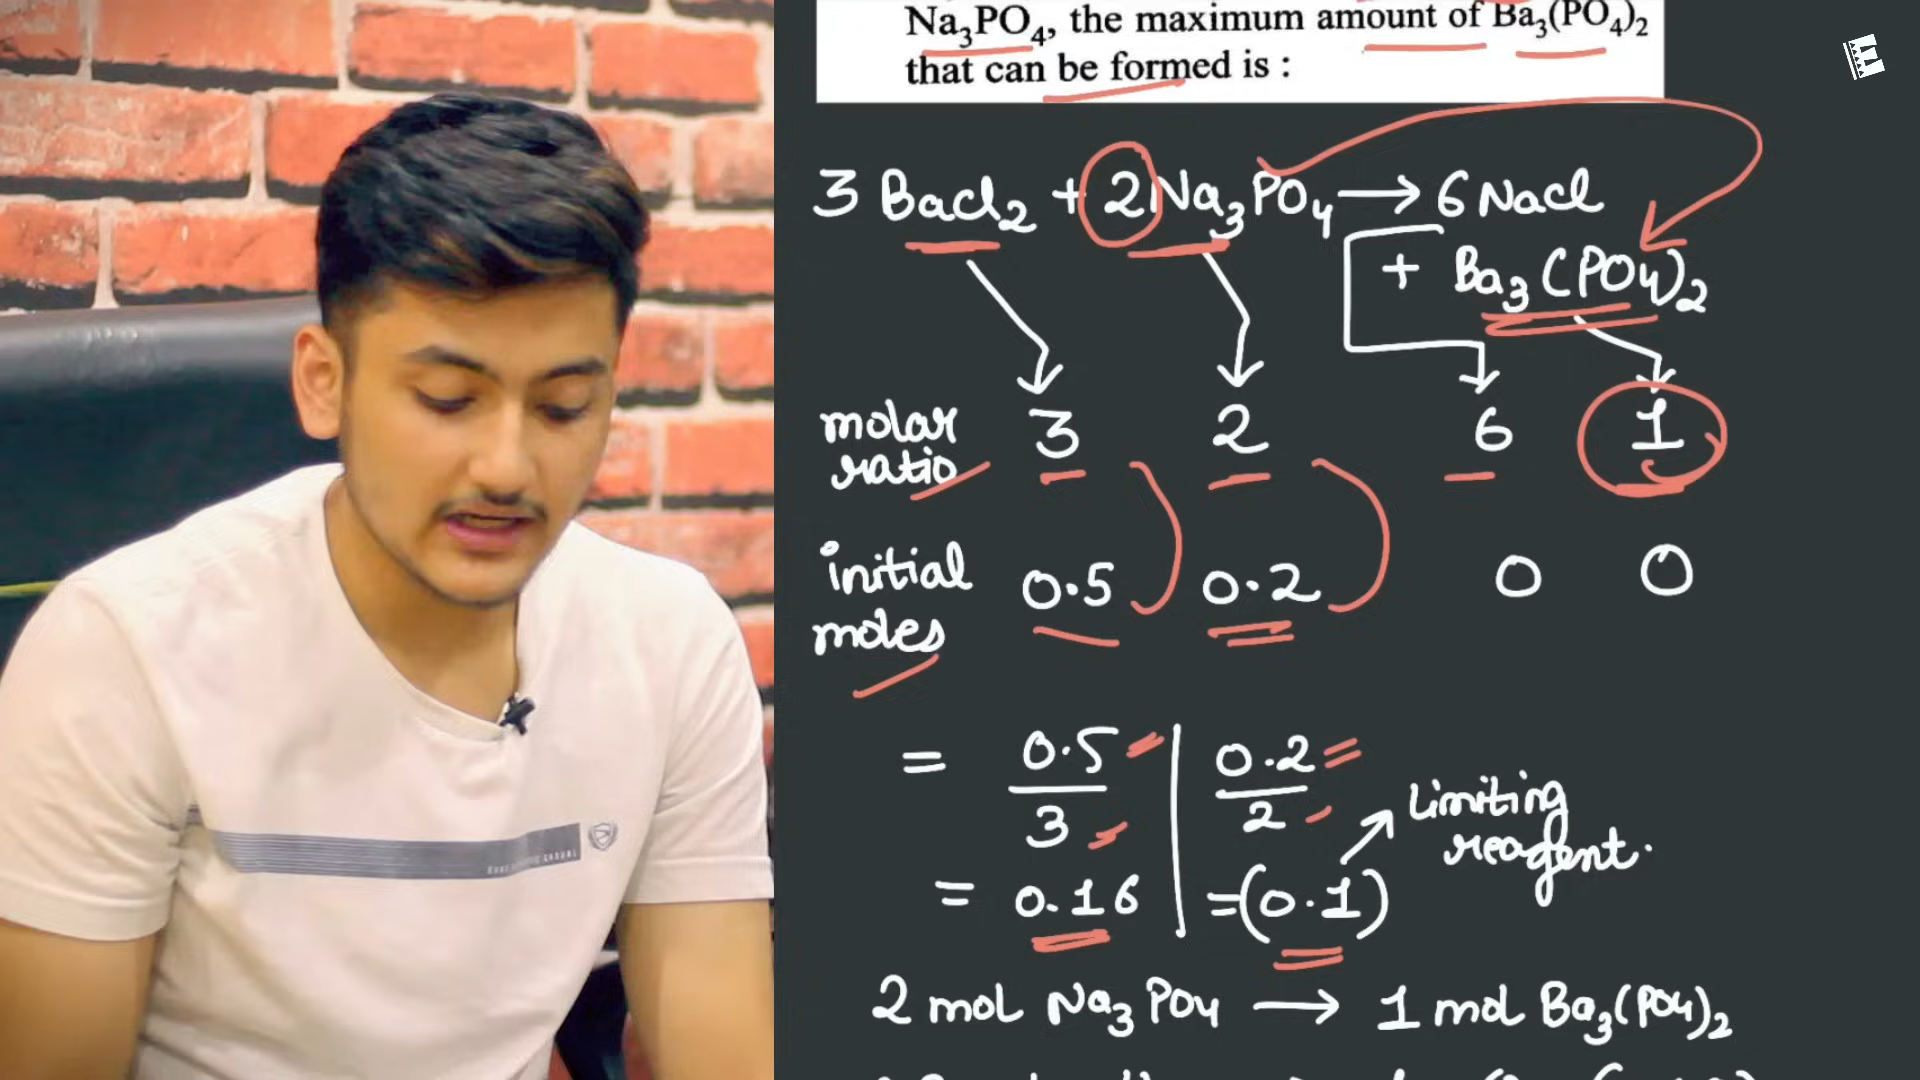 Na₃PO₄, the maximum amount of Ba₃(PO₄)₂
that can be formed is :
3 BaCl₂ + 2Na₃PO₄ → 6 NaCl
+ Ba₃(PO₄)₂
molar ratio 3 2 6 1
initial moles 0.5 0.2 0 0
= 0.5/3 | 0.2/2
Limiting reagent.
= 0.16 | =(0.1)
2 mol Na₃PO₄ → 1 mol Ba₃(PO₄)₂